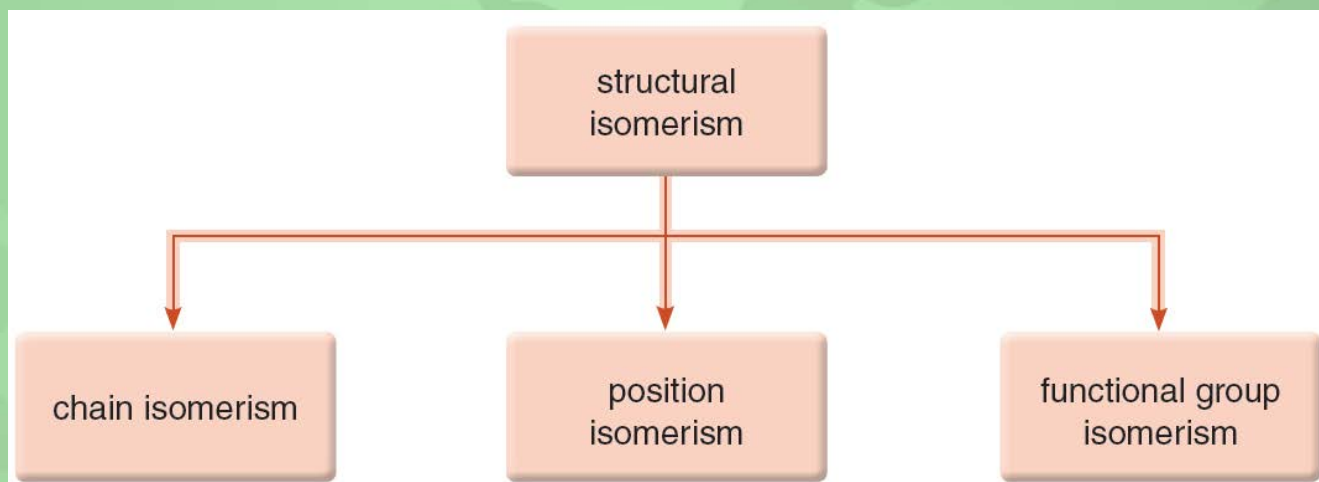 structural
isomerism
chain isomerism
position
isomerism
functional group
isomerism